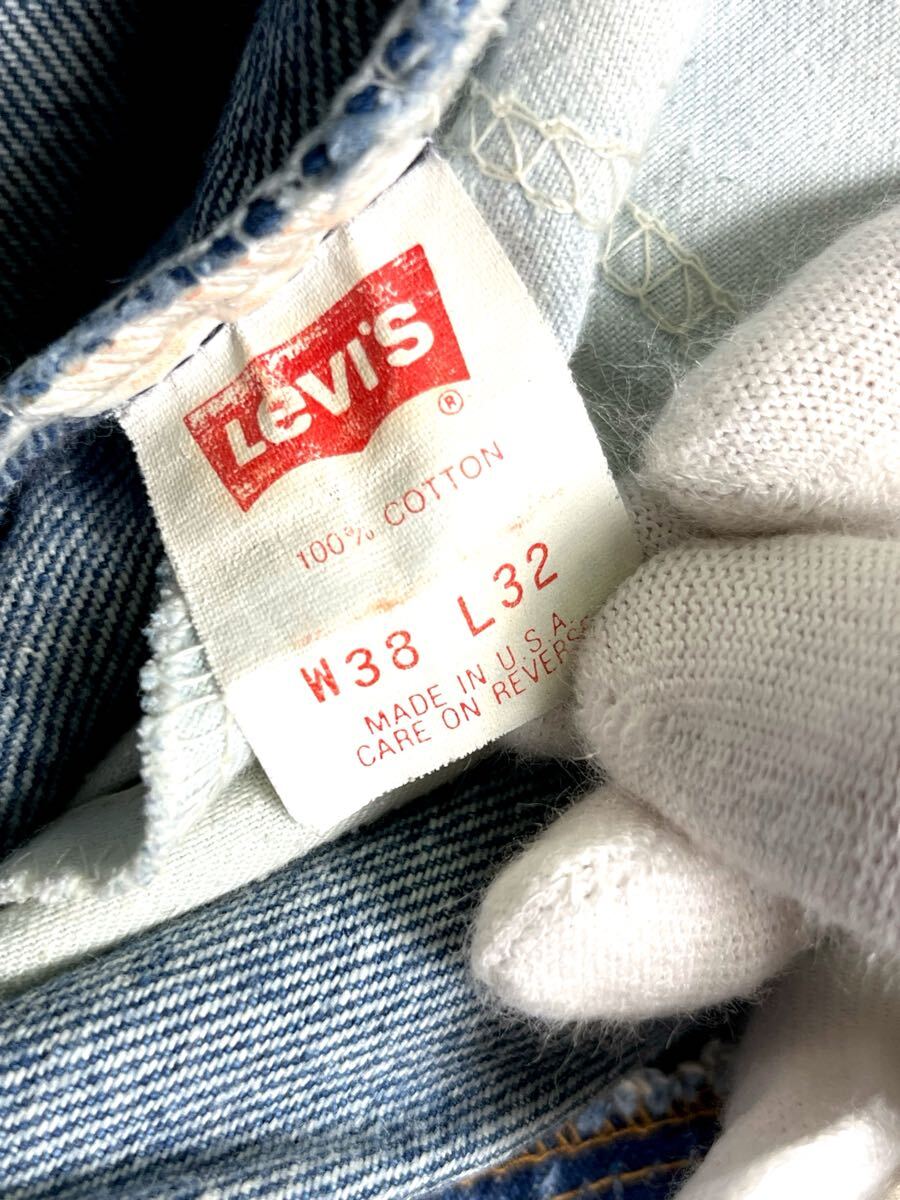 Levi's ®
100% COTTON
W38 L32
MADE IN U.S.A.
CARE ON REVERSE